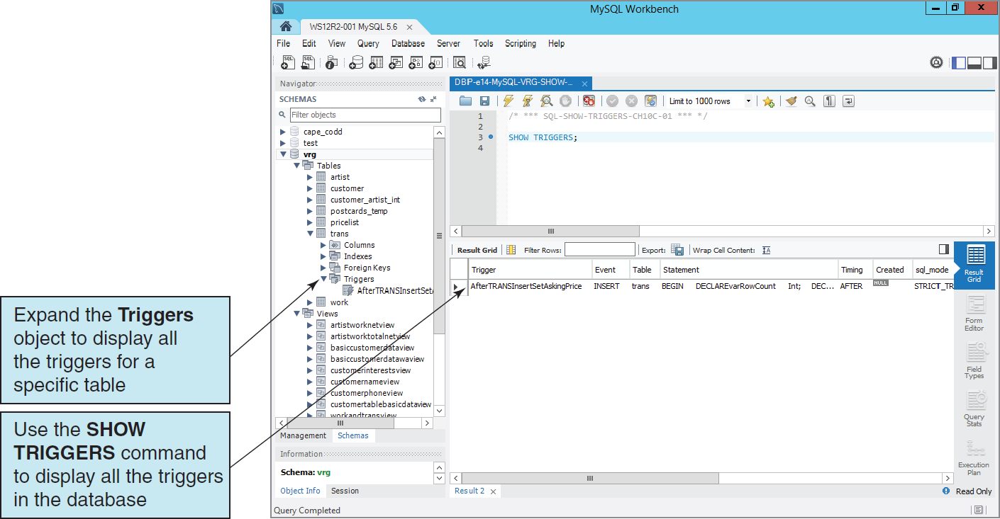 MySQL Workbench
WS12R2-001 MySQL 5.6
File Edit View Query Database Server Tools Scripting Help
Navigator
SCHEMAS
Filter objects
cape_codd
test
vrg
Tables
artist
customer
customer_artist_int
postcards_temp
pricelist
trans
Columns
Indexes
Foreign Keys
Triggers
AfterTRANSInsertSetA
work
Views
artistworknetview
artistworktotalnetview
basiccustomerdataview
basiccustomerdatawaview
customerinterestsview
customernameview
customerphoneview
customertablebasicdataview
workandtransview
Management Schemas
Information
Schema: vrg
Object Info Session
Query Completed
DBP-e14-MySQL-VRG-SHOW-...
Limit to 1000 rows
1 /* *** SQL-SHOW-TRIGGERS-CH10C-01 *** */
2
3 SHOW TRIGGERS;
4
Result Grid Filter Rows: Export: Wrap Cell Content:
Trigger Event Table Statement Timing Created sql_mode
AfterTRANSInsertSetAskingPrice INSERT trans BEGIN DECLAREvarRowCount Int; DEC... AFTER NULL STRICT_TR
Result
Grid
Form
Editor
Field
Types
Query
Stats
Execution
Plan
Result 2
Read Only
Expand the Triggers
object to display all
the triggers for a
specific table
Use the SHOW
TRIGGERS command
to display all the triggers
in the database